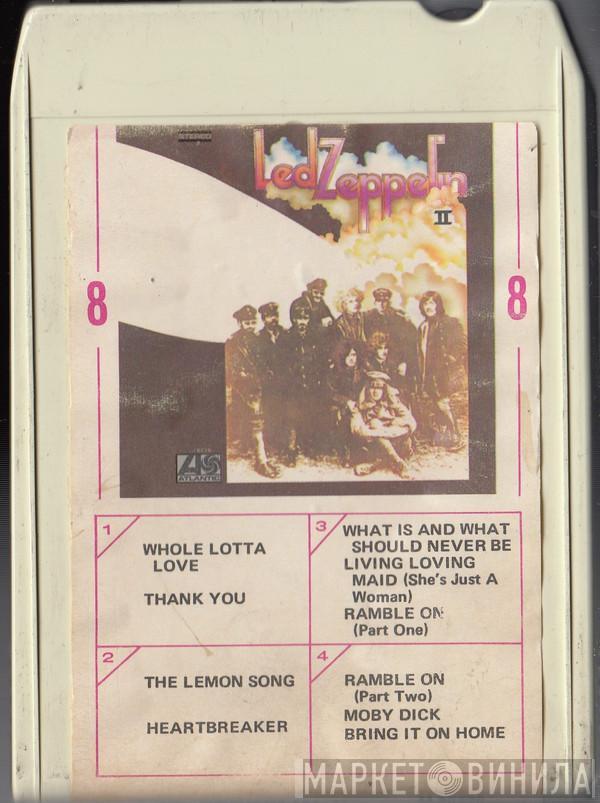 STEREO
Led Zeppelin
II
8
8
ATLANTIC
1
WHOLE LOTTA
LOVE
THANK YOU
3
WHAT IS AND WHAT
SHOULD NEVER BE
LIVING LOVING
MAID (She's Just A
Woman)
RAMBLE ON
(Part One)
2
THE LEMON SONG
HEARTBREAKER
4
RAMBLE ON
(Part Two)
MOBY DICK
BRING IT ON HOME
МАРКЕТ ВИНИЛА